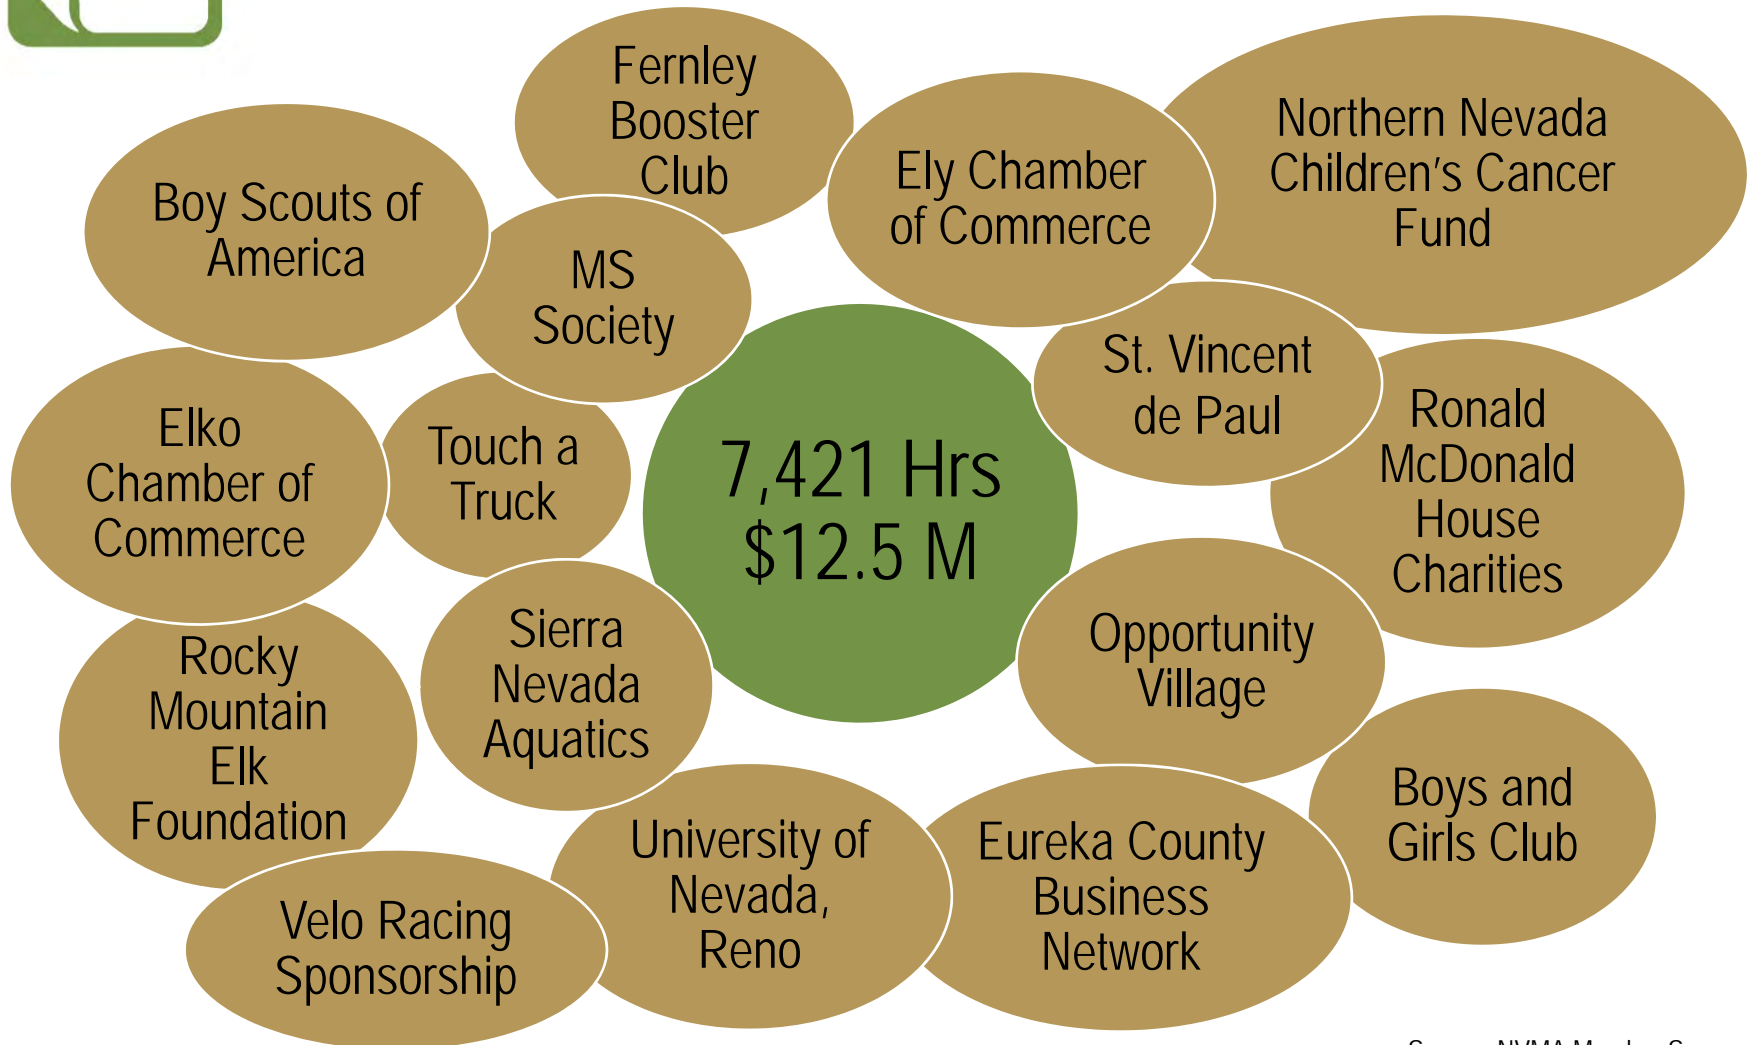 Fernley
Booster
Club
Ely Chamber
of Commerce
Northern Nevada
Children's Cancer
Fund
Boy Scouts of
America
MS
Society
St. Vincent
de Paul
Ronald
McDonald
House
Charities
Elko
Chamber of
Commerce
Touch a
Truck
7,421 Hrs
$12.5 M
Sierra
Nevada
Aquatics
Opportunity
Village
Rocky
Mountain
Elk
Foundation
Boys and
Girls Club
University of
Nevada,
Reno
Eureka County
Business
Network
Velo Racing
Sponsorship